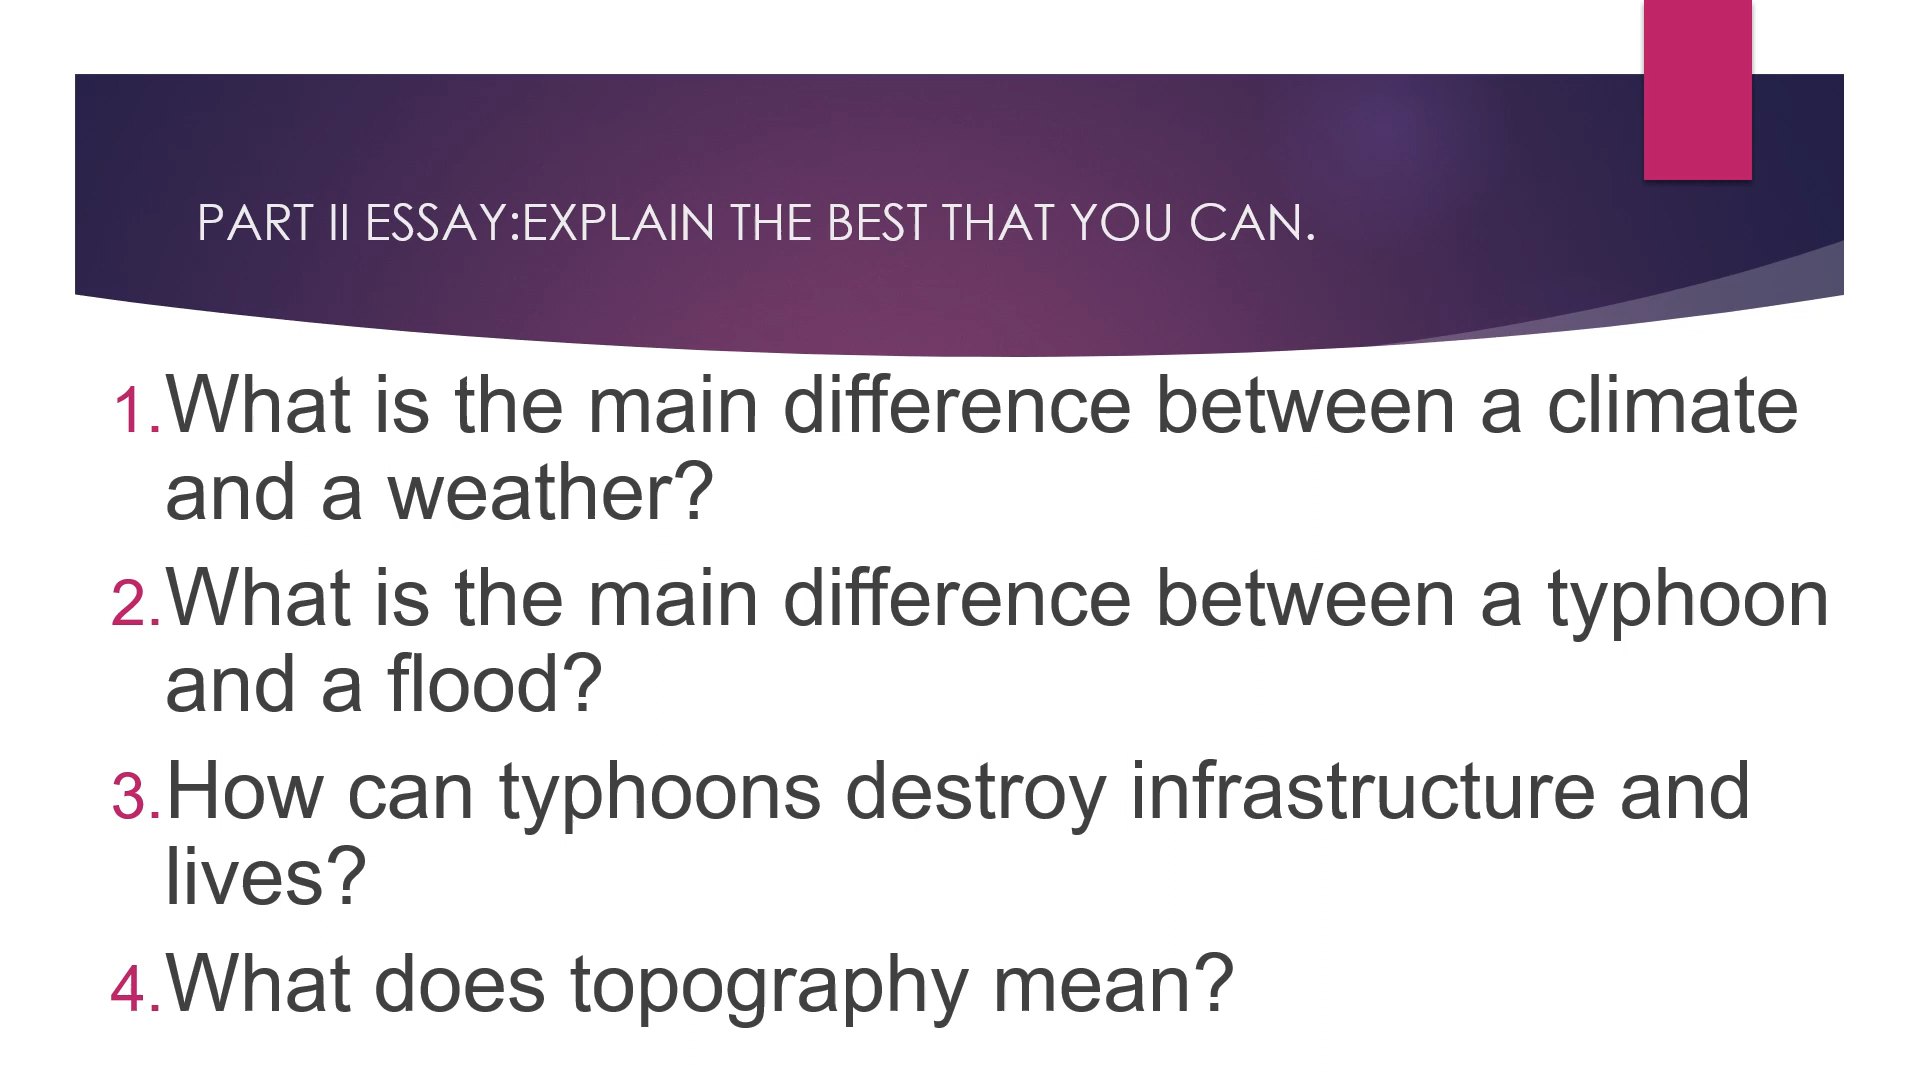 PART II ESSAY:EXPLAIN THE BEST THAT YOU CAN.
1.What is the main difference between a climate
and a weather?
2.What is the main difference between a typhoon
and a flood?
3.How can typhoons destroy infrastructure and
lives?
4.What does topography mean?